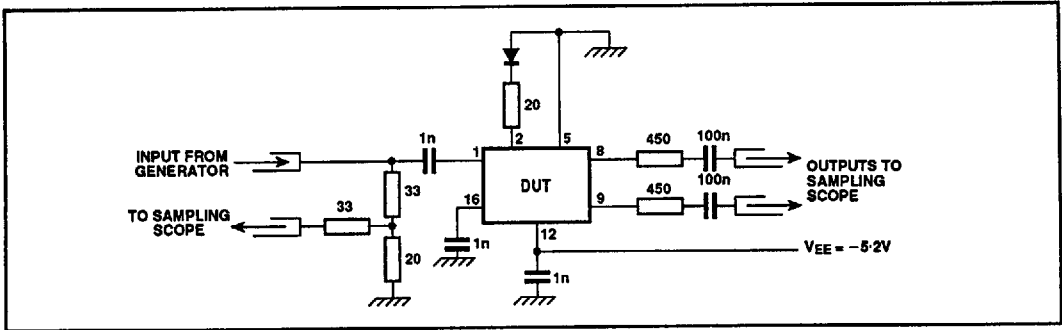 20
2
5
1n
1
450
100n
8
INPUT FROM
GENERATOR
DUT
OUTPUTS TO
SAMPLING
SCOPE
33
450
100n
16
9
TO SAMPLING
SCOPE
33
12
1n
VEE = −5·2V
20
1n